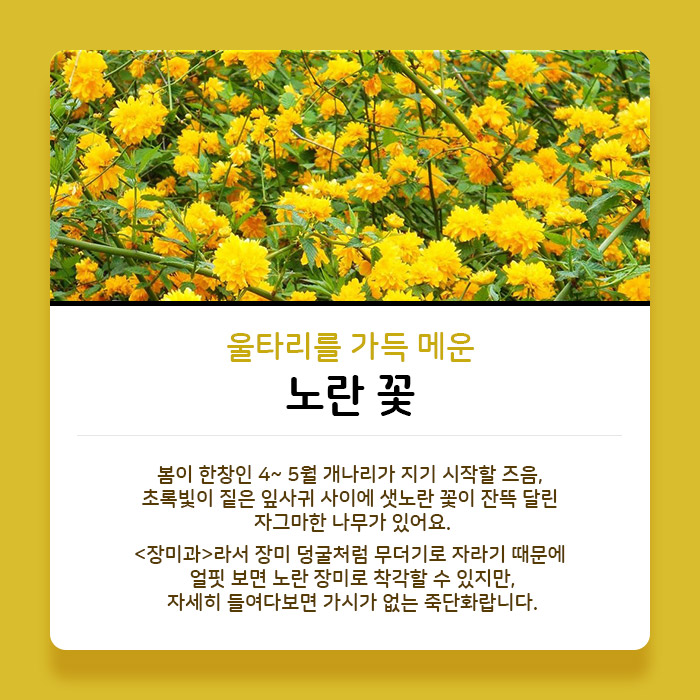 울타리를 가득 메운
노란 꽃
봄이 한창인 4~ 5월 개나리가 지기 시작할 즈음,
초록빛이 짙은 잎사귀 사이에 샛노란 꽃이 잔뜩 달린
자그마한 나무가 있어요.
<장미과>라서 장미 덩굴처럼 무더기로 자라기 때문에
얼핏 보면 노란 장미로 착각할 수 있지만,
자세히 들여다보면 가시가 없는 죽단화랍니다.